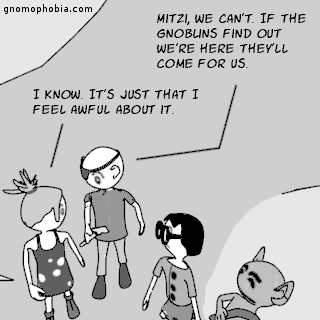 gnomophobia.com
MITZI, WE CAN'T. IF THE
GNOBLINS FIND OUT
WE'RE HERE THEY'LL
COME FOR US.
I KNOW. IT'S JUST THAT I
FEEL AWFUL ABOUT IT.